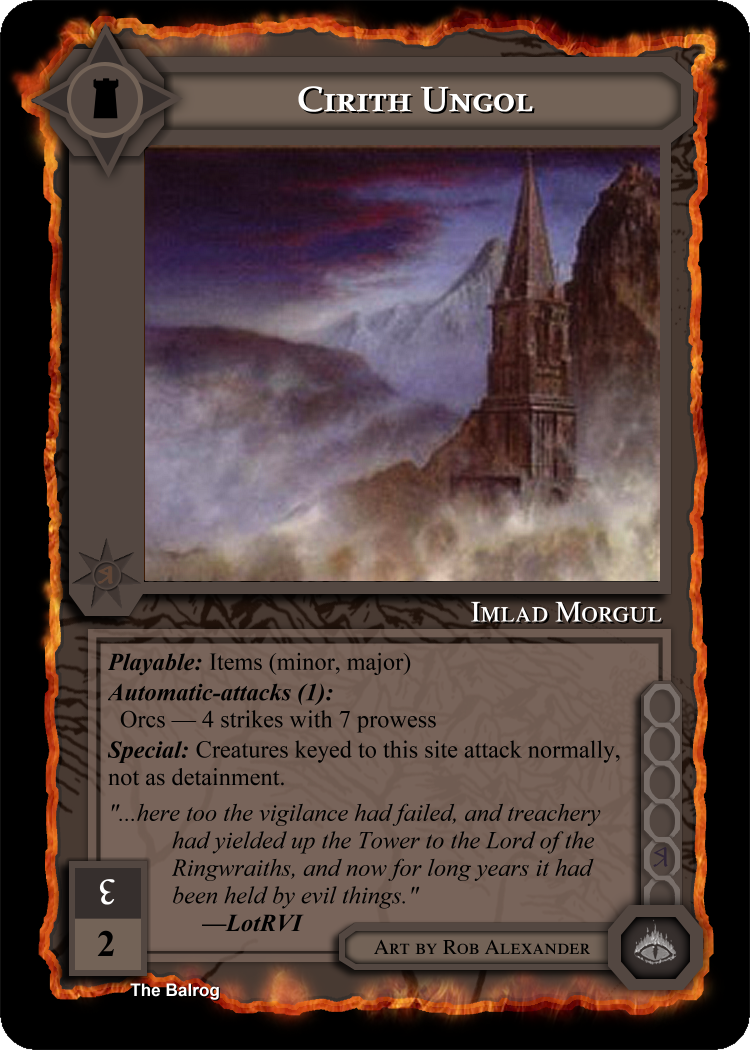 Cirith Ungol
Imlad Morgul
Playable: Items (minor, major)
Automatic-attacks (1):
Orcs — 4 strikes with 7 prowess
Special: Creatures keyed to this site attack normally,
not as detainment.
"...here too the vigilance had failed, and treachery
had yielded up the Tower to the Lord of the
Ringwraiths, and now for long years it had
been held by evil things."
—LotRVI
2
Art by Rob Alexander
The Balrog